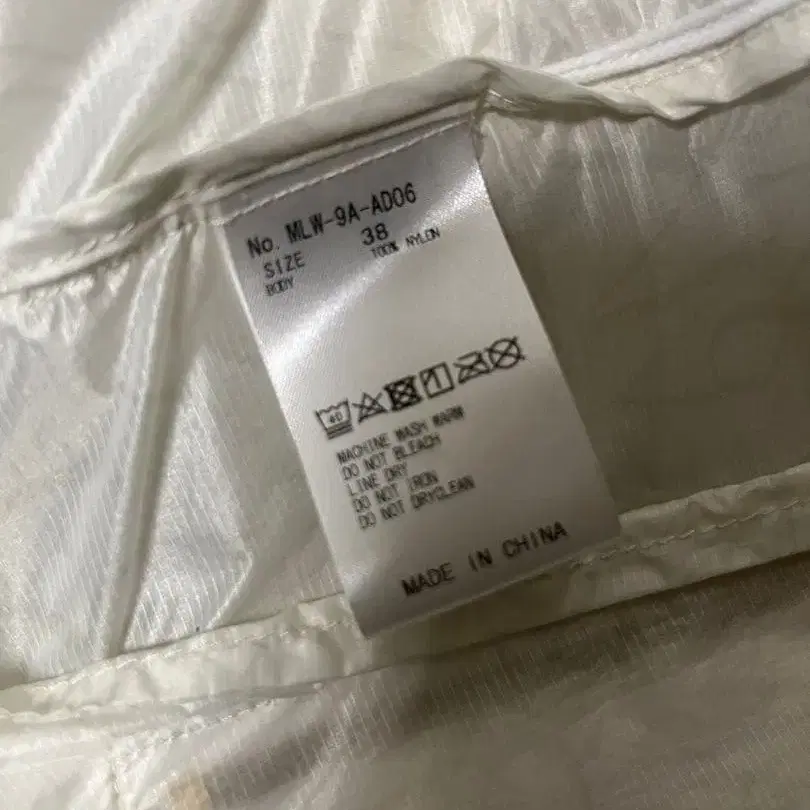 No. MLW-9A-AD06
SIZE 38
BODY 100% NYLON
40
MACHINE WASH WARM
DO NOT BLEACH
LINE DRY
DO NOT IRON
DO NOT DRYCLEAN
MADE IN CHINA